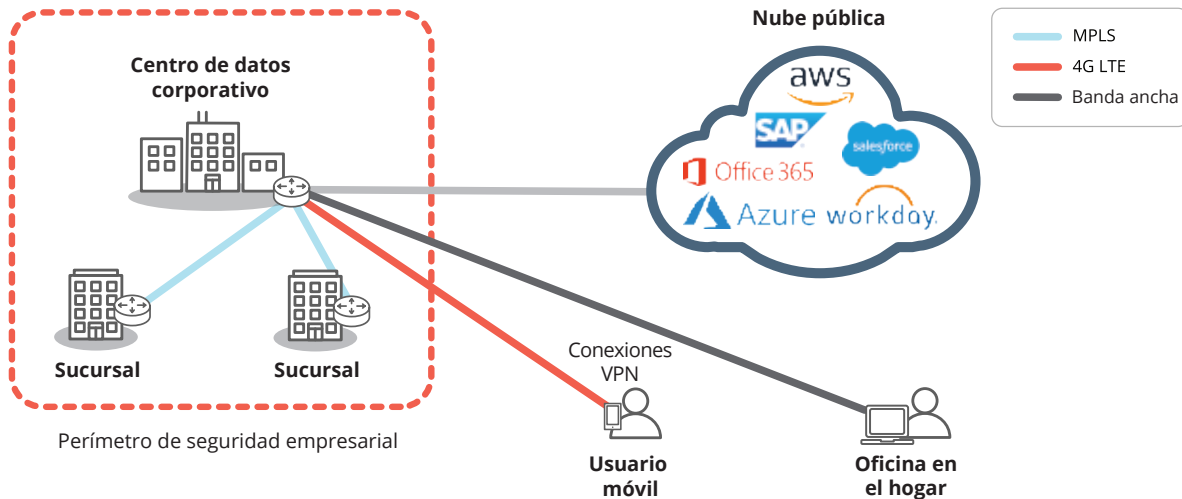 Nube pública
MPLS
4G LTE
Banda ancha
Centro de datos
corporativo
aws
SAP
salesforce
Office 365
Azure
workday.
Sucursal
Sucursal
Conexiones
VPN
Perímetro de seguridad empresarial
Usuario
móvil
Oficina en
el hogar